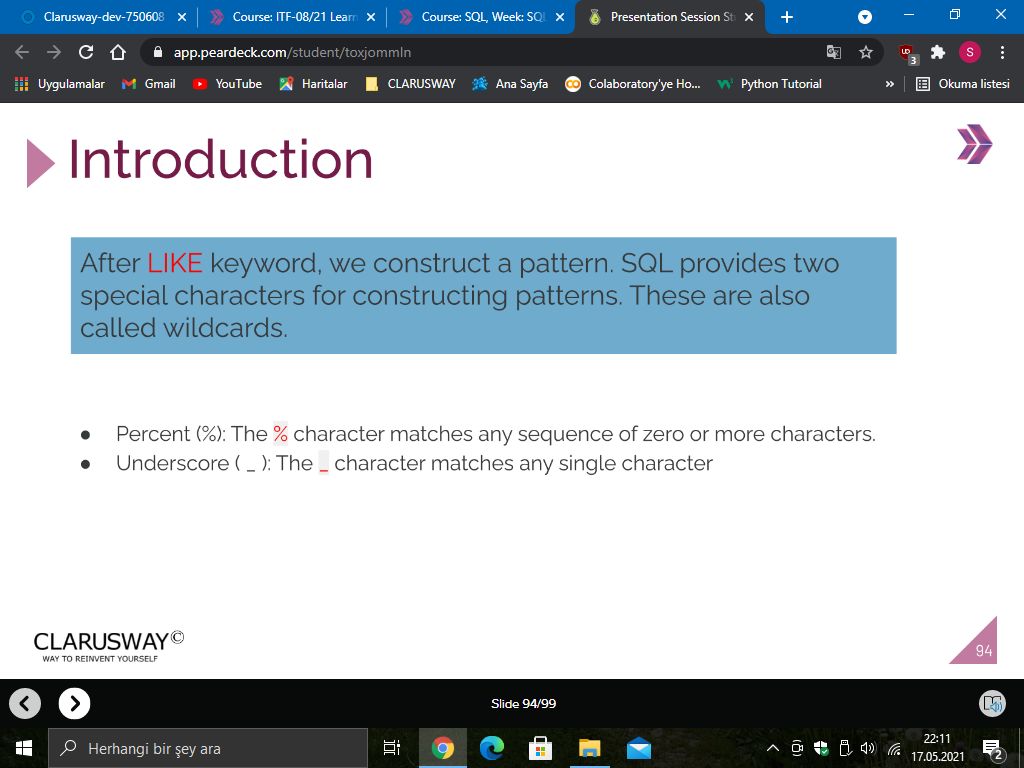 Clarusway-dev-750608
Course: ITF-08/21 Learn
Course: SQL, Week: SQL
Presentation Session St
app.peardeck.com/student/toxjommln
UD
3
S
Uygulamalar
Gmail
YouTube
Haritalar
CLARUSWAY
Ana Sayfa
Colaboratory'ye Ho...
Python Tutorial
»
Okuma listesi
Introduction
After LIKE keyword, we construct a pattern. SQL provides two
special characters for constructing patterns. These are also
called wildcards.
● Percent (%): The % character matches any sequence of zero or more characters.
● Underscore ( _ ): The _ character matches any single character
CLARUSWAY©
WAY TO REINVENT YOURSELF
94
Slide 94/99
Herhangi bir şey ara
22:11
17.05.2021
2